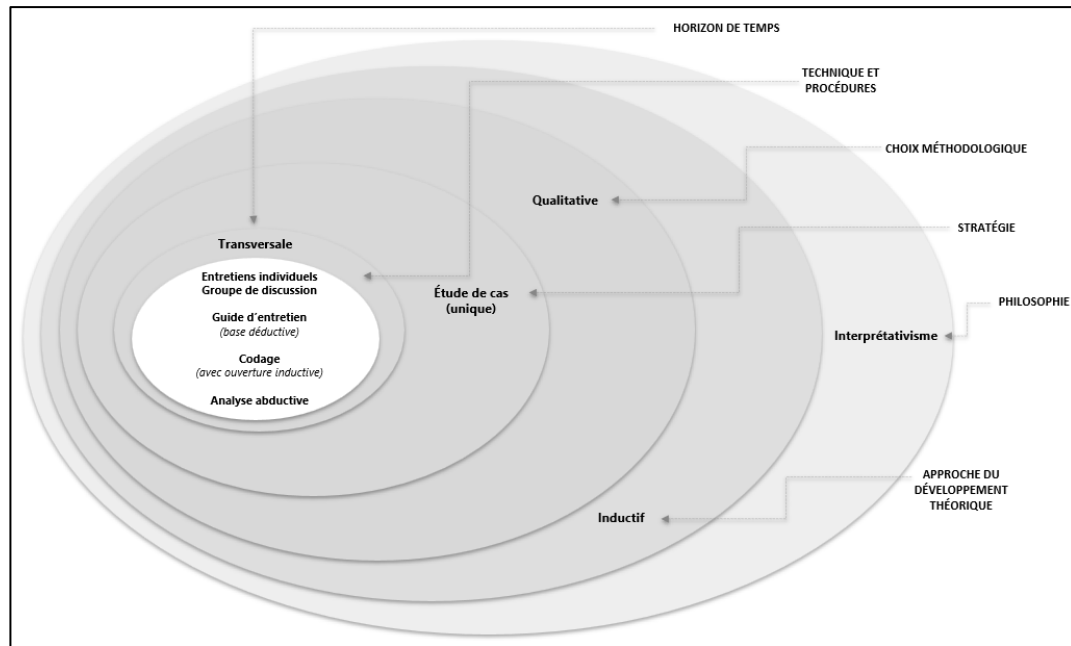 HORIZON DE TEMPS
TECHNIQUE ET
PROCÉDURES
CHOIX MÉTHODOLOGIQUE
Qualitative
STRATÉGIE
Transversale
Entretiens individuels
Groupe de discussion
Étude de cas
(unique)
PHILOSOPHIE
Guide d´entretien
(base déductive)
Interprétativisme
Codage
(avec ouverture inductive)
Analyse abductive
APPROCHE DU
DÉVELOPPEMENT
THÉORIQUE
Inductif